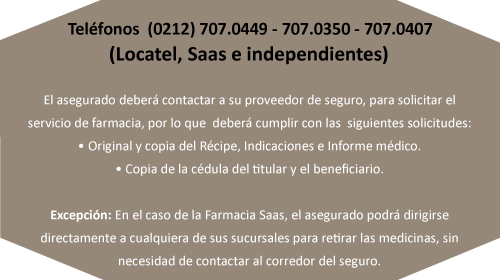 Teléfonos (0212) 707.0449 - 707.0350 - 707.0407
(Locatel, Saas e independientes)
El asegurado deberá contactar a su proveedor de seguro, para solicitar el
servicio de farmacia, por lo que deberá cumplir con las siguientes solicitudes:
• Original y copia del Récipe, Indicaciones e Informe médico.
• Copia de la cédula del titular y el beneficiario.
Excepción: En el caso de la Farmacia Saas, el asegurado podrá dirigirse
directamente a cualquiera de sus sucursales para retirar las medicinas, sin
necesidad de contactar al corredor del seguro.